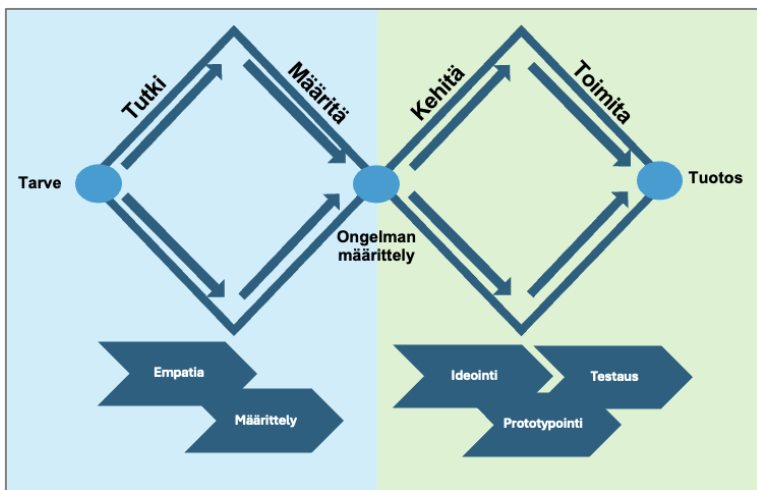 Tutki
Määritä
Kehitä
Toimita
Tarve
Ongelman
määrittely
Tuotos
Empatia
Määrittely
Ideointi
Testaus
Prototypointi